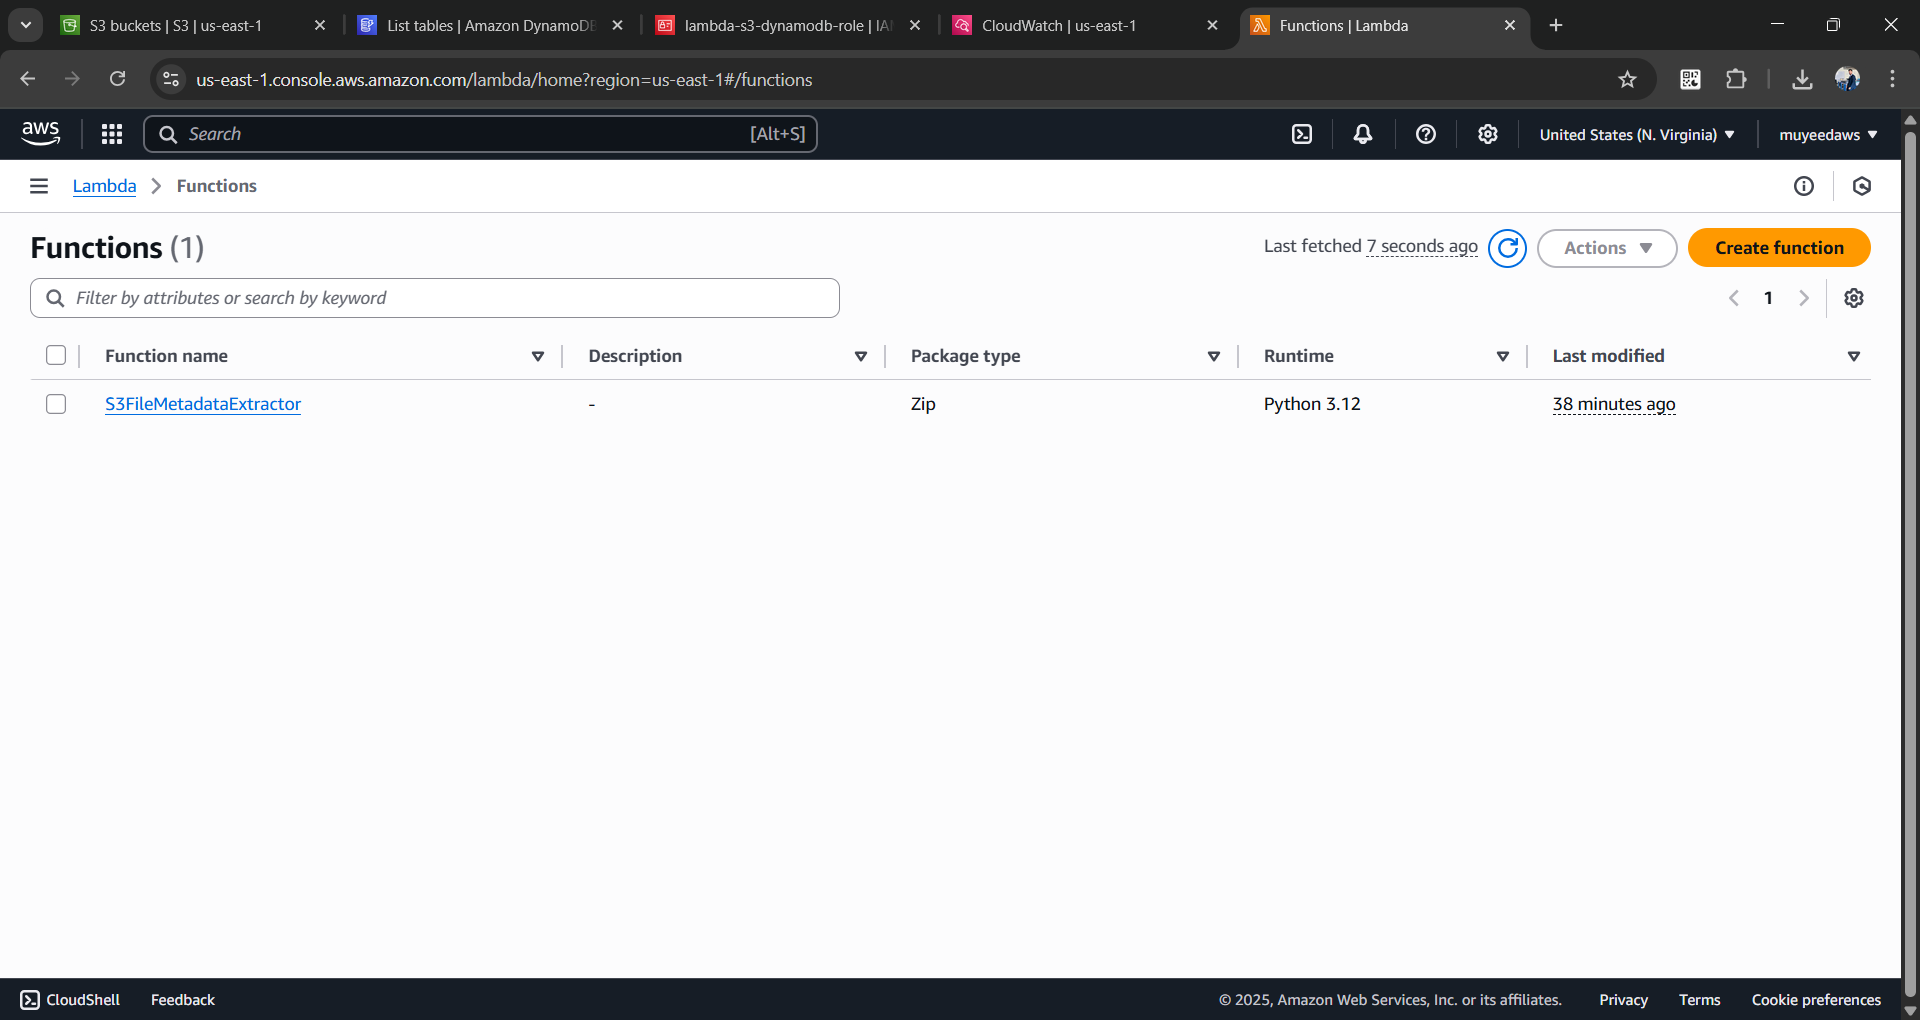 S3 buckets | S3 | us-east-1
List tables | Amazon DynamoDB
lambda-s3-dynamodb-role | IAM
CloudWatch | us-east-1
Functions | Lambda
us-east-1.console.aws.amazon.com/lambda/home?region=us-east-1#/functions
aws
Search
[Alt+S]
United States (N. Virginia)
muyeedaws
Lambda
Functions
Functions (1)
Last fetched 7 seconds ago
Actions
Create function
Filter by attributes or search by keyword
1
Function name
Description
Package type
Runtime
Last modified
S3FileMetadataExtractor
-
Zip
Python 3.12
38 minutes ago
CloudShell
Feedback
© 2025, Amazon Web Services, Inc. or its affiliates.
Privacy
Terms
Cookie preferences